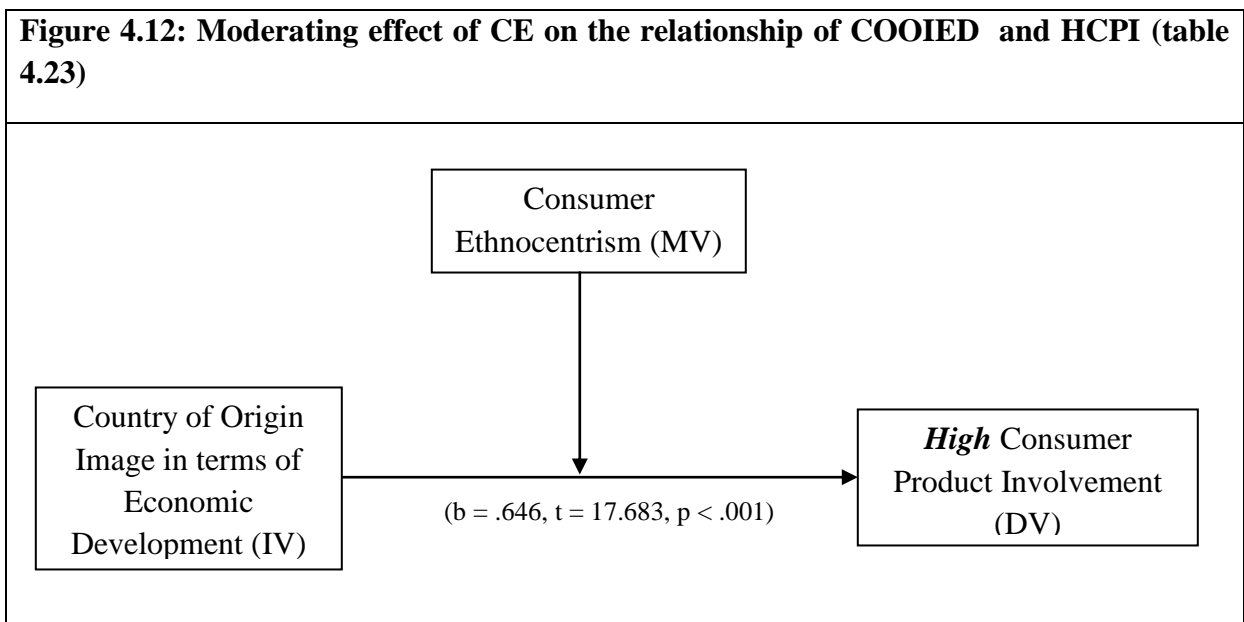 Figure 4.12: Moderating effect of CE on the relationship of COOIED and HCPI (table
4.23)
Consumer
Ethnocentrism (MV)
Country of Origin
Image in terms of
Economic
Development (IV)
(b = .646, t = 17.683, p < .001)
High Consumer
Product Involvement
(DV)